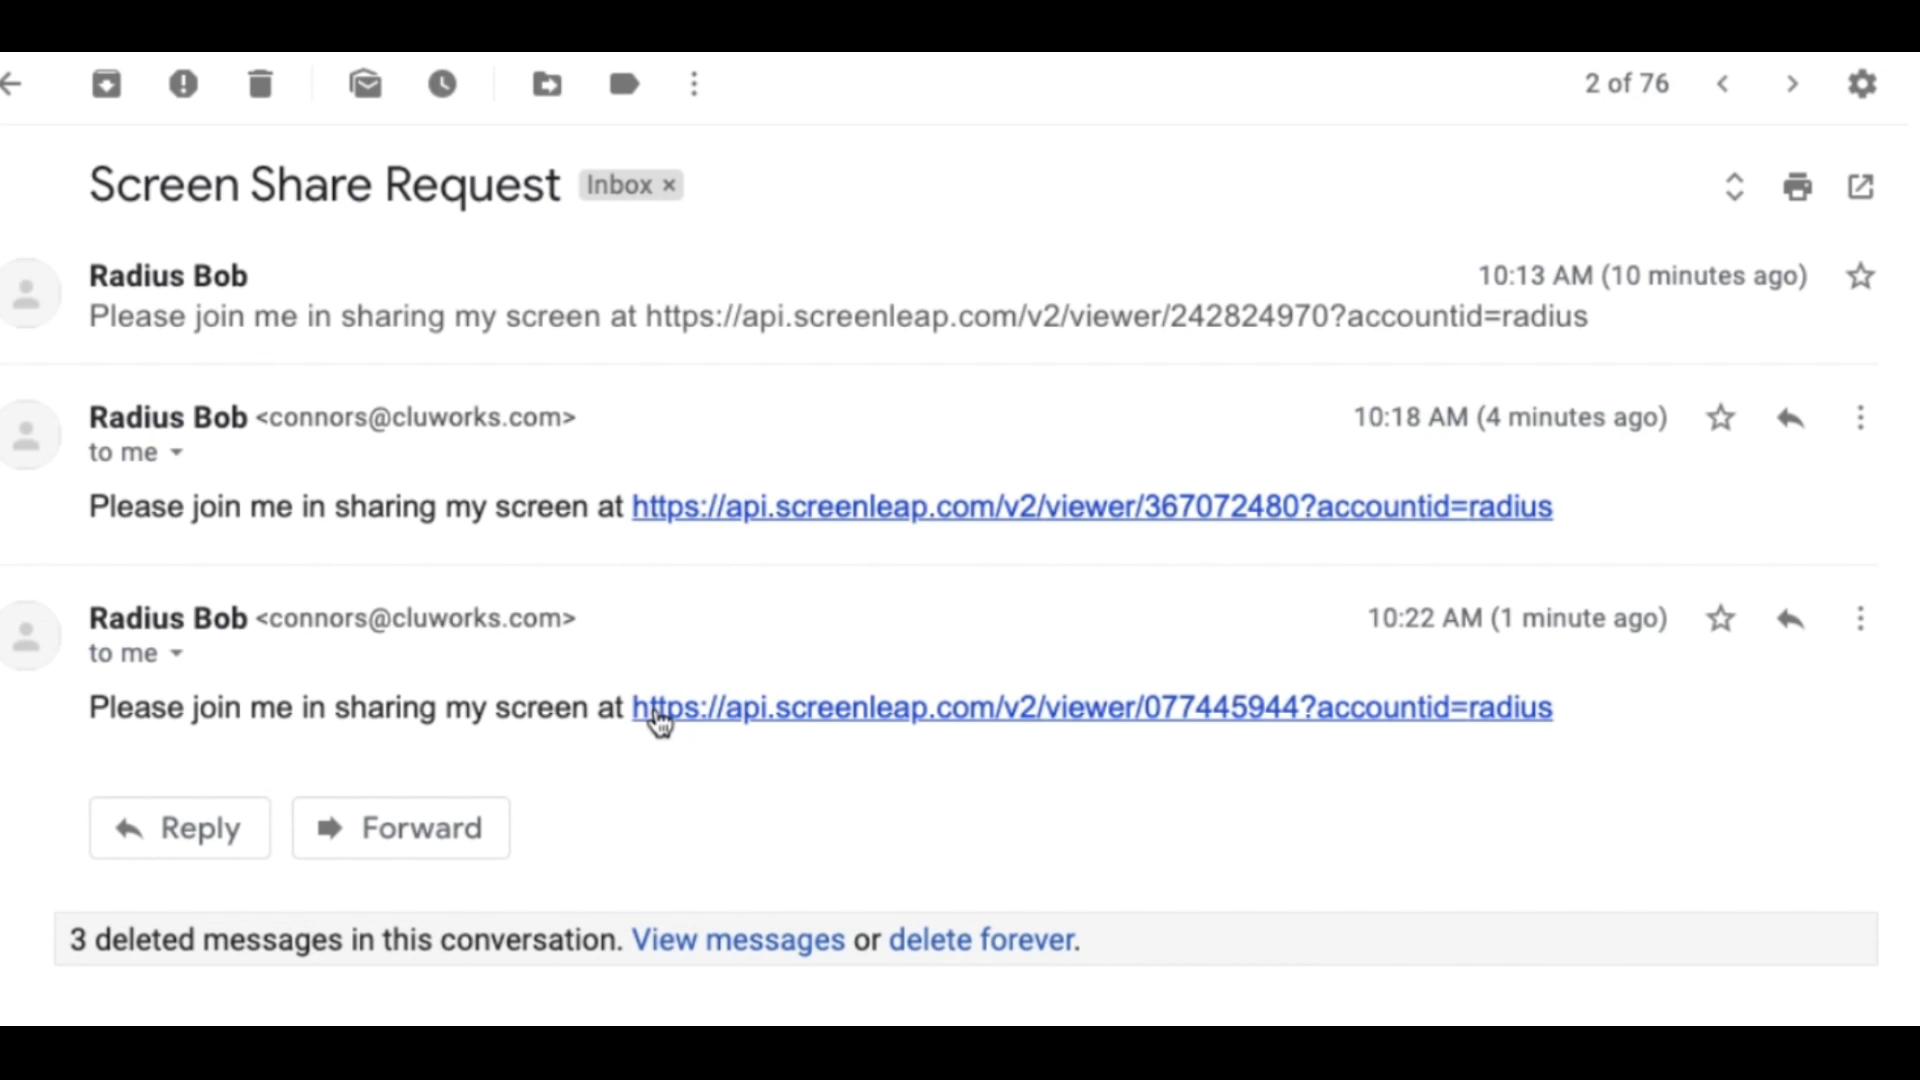 2 of 76
Screen Share Request Inbox ×
Radius Bob 10:13 AM (10 minutes ago)
Please join me in sharing my screen at https://api.screenleap.com/v2/viewer/242824970?accountid=radius
Radius Bob <connors@cluworks.com> 10:18 AM (4 minutes ago)
to me
Please join me in sharing my screen at https://api.screenleap.com/v2/viewer/367072480?accountid=radius
Radius Bob <connors@cluworks.com> 10:22 AM (1 minute ago)
to me
Please join me in sharing my screen at https://api.screenleap.com/v2/viewer/077445944?accountid=radius
Reply Forward
3 deleted messages in this conversation. View messages or delete forever.